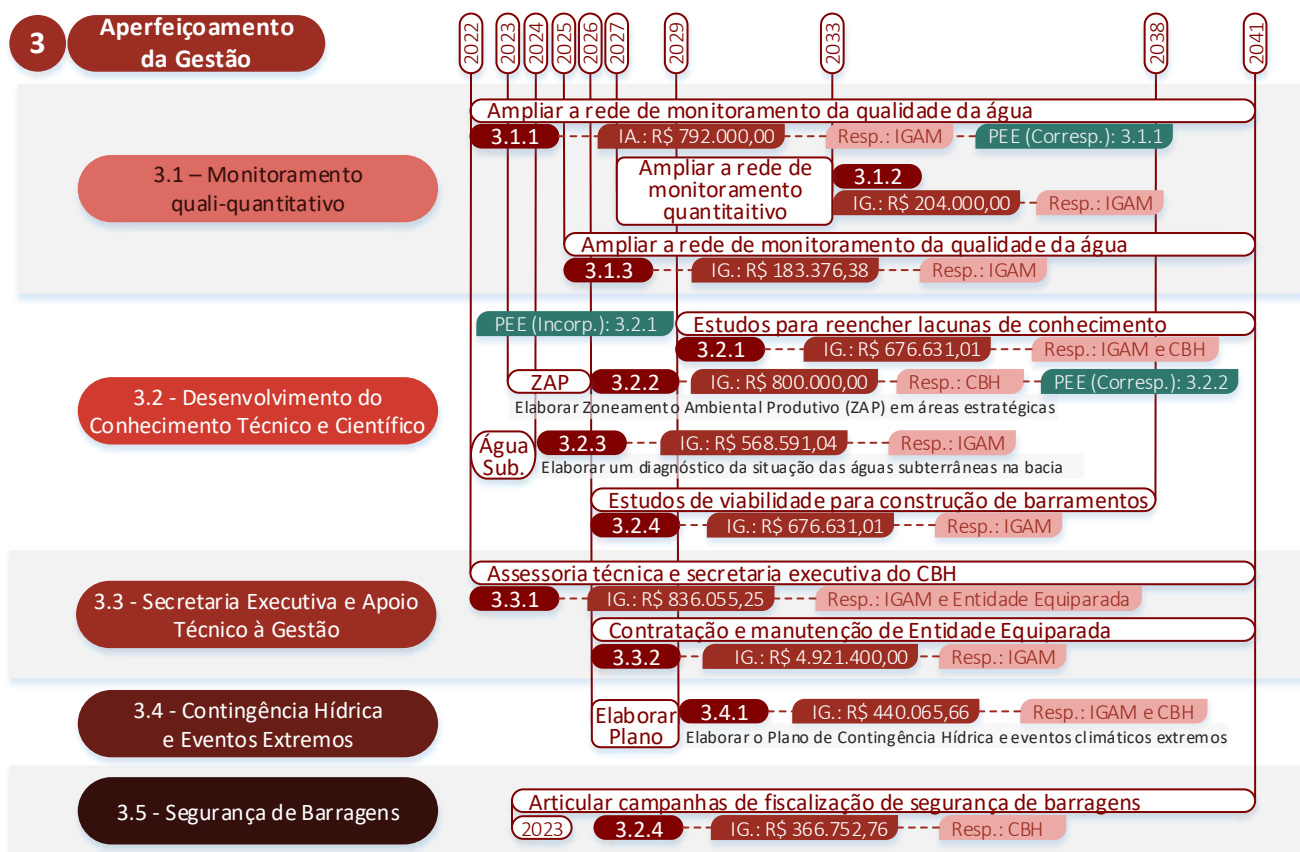 3
Aperfeiçoamento
da Gestão
2022
2023
2024
2025
2026
2027
2029
2033
2038
2041
3.1 – Monitoramento
quali-quantitativo
Ampliar a rede de monitoramento da qualidade da água
3.1.1 IA.: R$ 792.000,00 Resp.: IGAM PEE (Corresp.): 3.1.1
Ampliar a rede de
monitoramento
quantitaitivo
3.1.2
IG.: R$ 204.000,00 Resp.: IGAM
Ampliar a rede de monitoramento da qualidade da água
3.1.3 IG.: R$ 183.376,38 Resp.: IGAM
3.2 - Desenvolvimento do
Conhecimento Técnico e Científico
PEE (Incorp.): 3.2.1 Estudos para reencher lacunas de conhecimento
3.2.1 IG.: R$ 676.631,01 Resp.: IGAM e CBH
ZAP 3.2.2 IG.: R$ 800.000,00 Resp.: CBH PEE (Corresp.): 3.2.2
Elaborar Zoneamento Ambiental Produtivo (ZAP) em áreas estratégicas
Água
Sub.
3.2.3 IG.: R$ 568.591,04 Resp.: IGAM
Elaborar um diagnóstico da situação das águas subterrâneas na bacia
Estudos de viabilidade para construção de barramentos
3.2.4 IG.: R$ 676.631,01 Resp.: IGAM
3.3 - Secretaria Executiva e Apoio
Técnico à Gestão
Assessoria técnica e secretaria executiva do CBH
3.3.1 IG.: R$ 836.055,25 Resp.: IGAM e Entidade Equiparada
Contratação e manutenção de Entidade Equiparada
3.3.2 IG.: R$ 4.921.400,00 Resp.: IGAM
3.4 - Contingência Hídrica
e Eventos Extremos
Elaborar
Plano
3.4.1 IG.: R$ 440.065,66 Resp.: IGAM e CBH
Elaborar o Plano de Contingência Hídrica e eventos climáticos extremos
3.5 - Segurança de Barragens
Articular campanhas de fiscalização de segurança de barragens
2023 3.2.4 IG.: R$ 366.752,76 Resp.: CBH